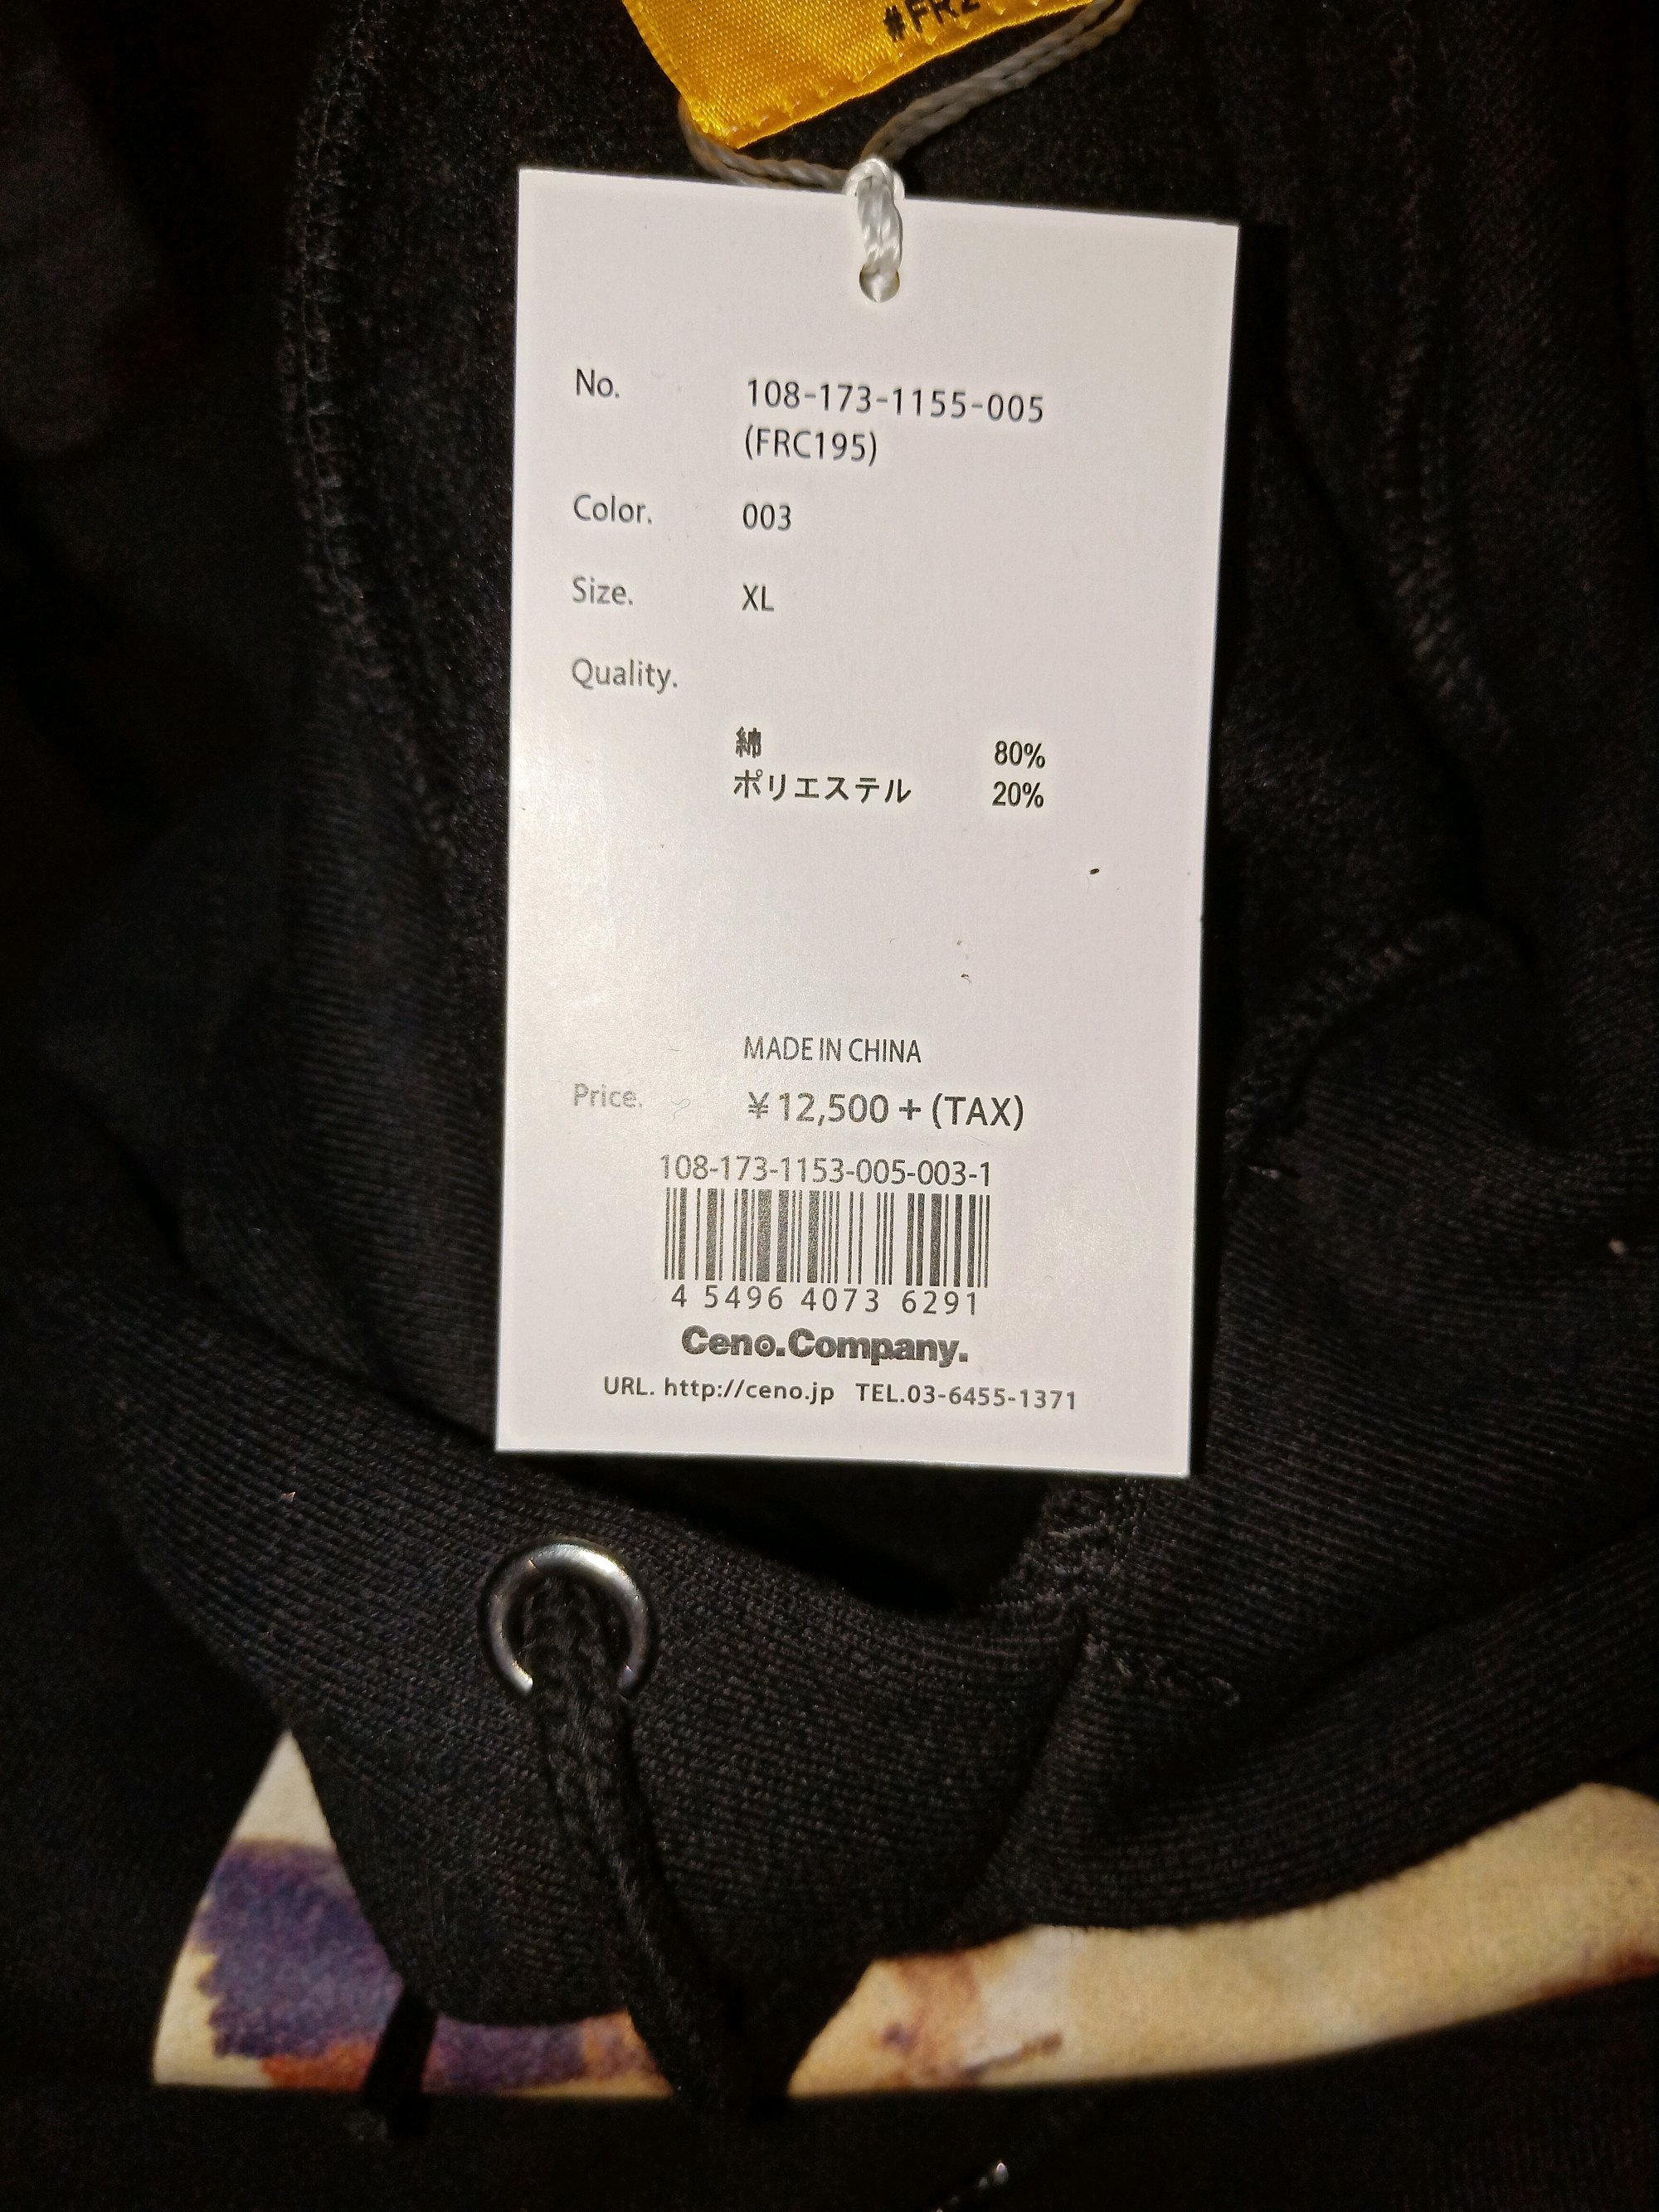 #FR2
No. 108-173-1155-005
(FRC195)
Color. 003
Size. XL
Quality.
綿 80%
ポリエステル 20%
MADE IN CHINA
Price. ¥12,500 + (TAX)
108-173-1153-005-003-1
4 5496 4073 6291
Ceno.Company.
URL. http://ceno.jp TEL.03-6455-1371